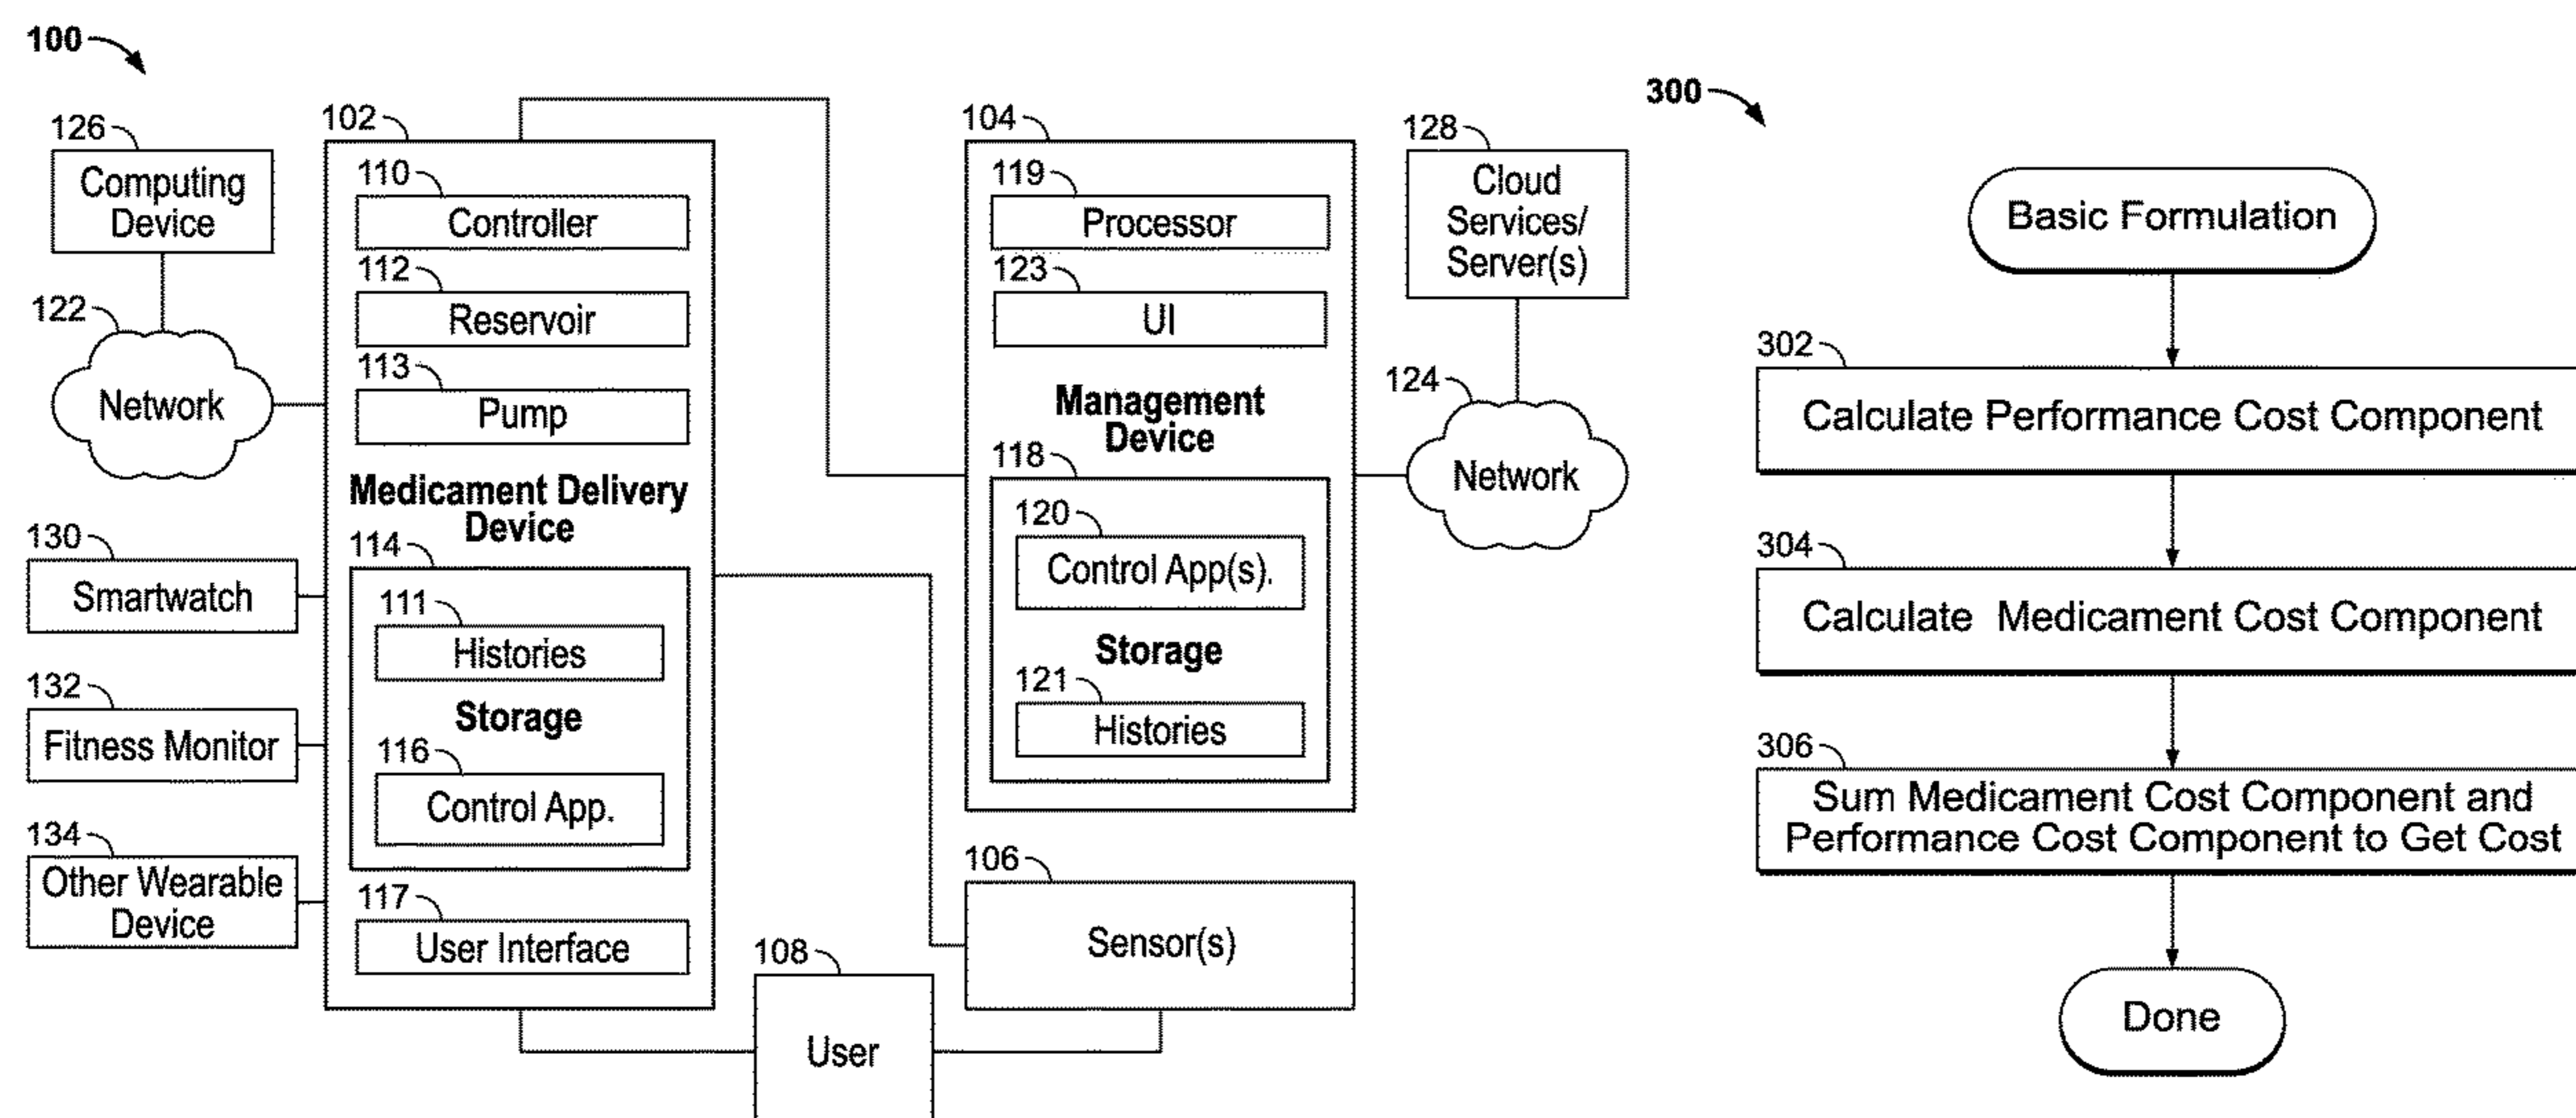 100
126
Computing
Device
122
Network
130
Smartwatch
132
Fitness Monitor
134
Other Wearable
Device
102
110
Controller
112
Reservoir
113
Pump
Medicament Delivery
Device
114
111
Histories
Storage
116
Control App.
117
User Interface
108
User
104
119
Processor
123
UI
Management
Device
118
120
Control App(s).
Storage
121
Histories
106
Sensor(s)
128
Cloud
Services/
Server(s)
124
Network
300
Basic Formulation
302
Calculate Performance Cost Component
304
Calculate Medicament Cost Component
306
Sum Medicament Cost Component and
Performance Cost Component to Get Cost
Done